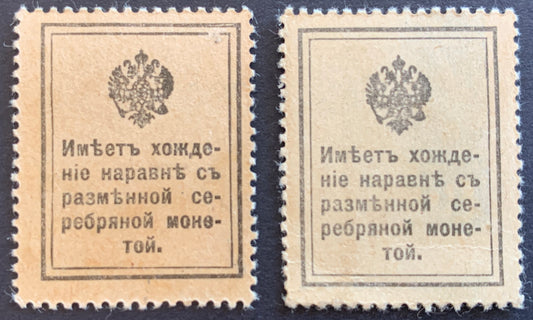 Имѣетъ хожде-
ніе наравнѣ съ
размѣнной се-
ребряной моне-
той.
Имѣетъ хожде-
ніе наравнѣ съ
размѣнной се-
ребряной моне-
той.